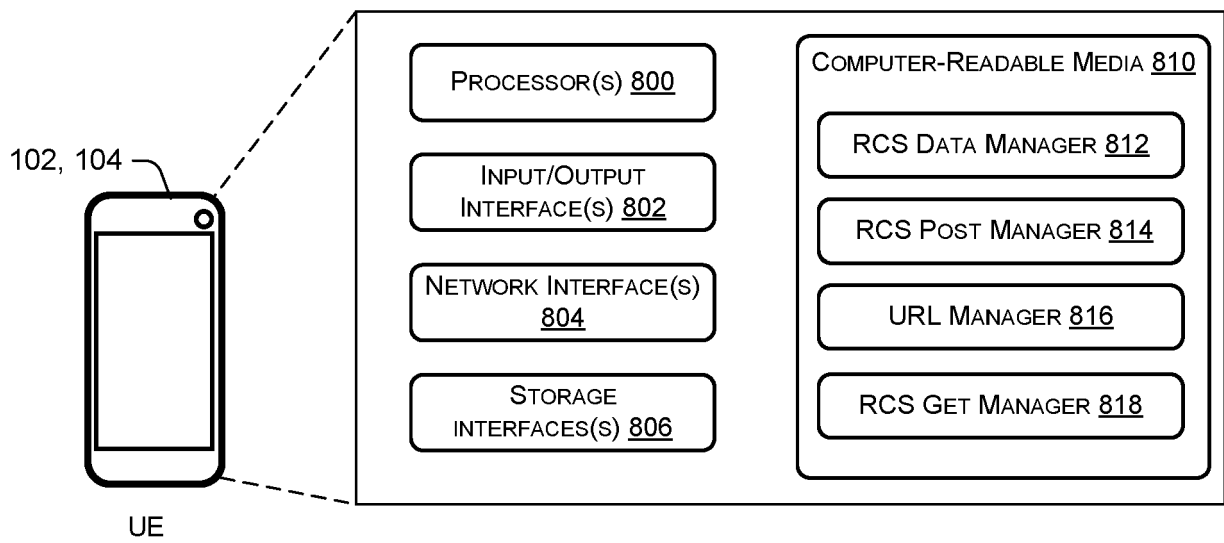 102, 104
UE
PROCESSOR(S) 800
INPUT/OUTPUT
INTERFACE(S) 802
NETWORK INTERFACE(S)
804
STORAGE
INTERFACES(S) 806
COMPUTER-READABLE MEDIA 810
RCS DATA MANAGER 812
RCS POST MANAGER 814
URL MANAGER 816
RCS GET MANAGER 818